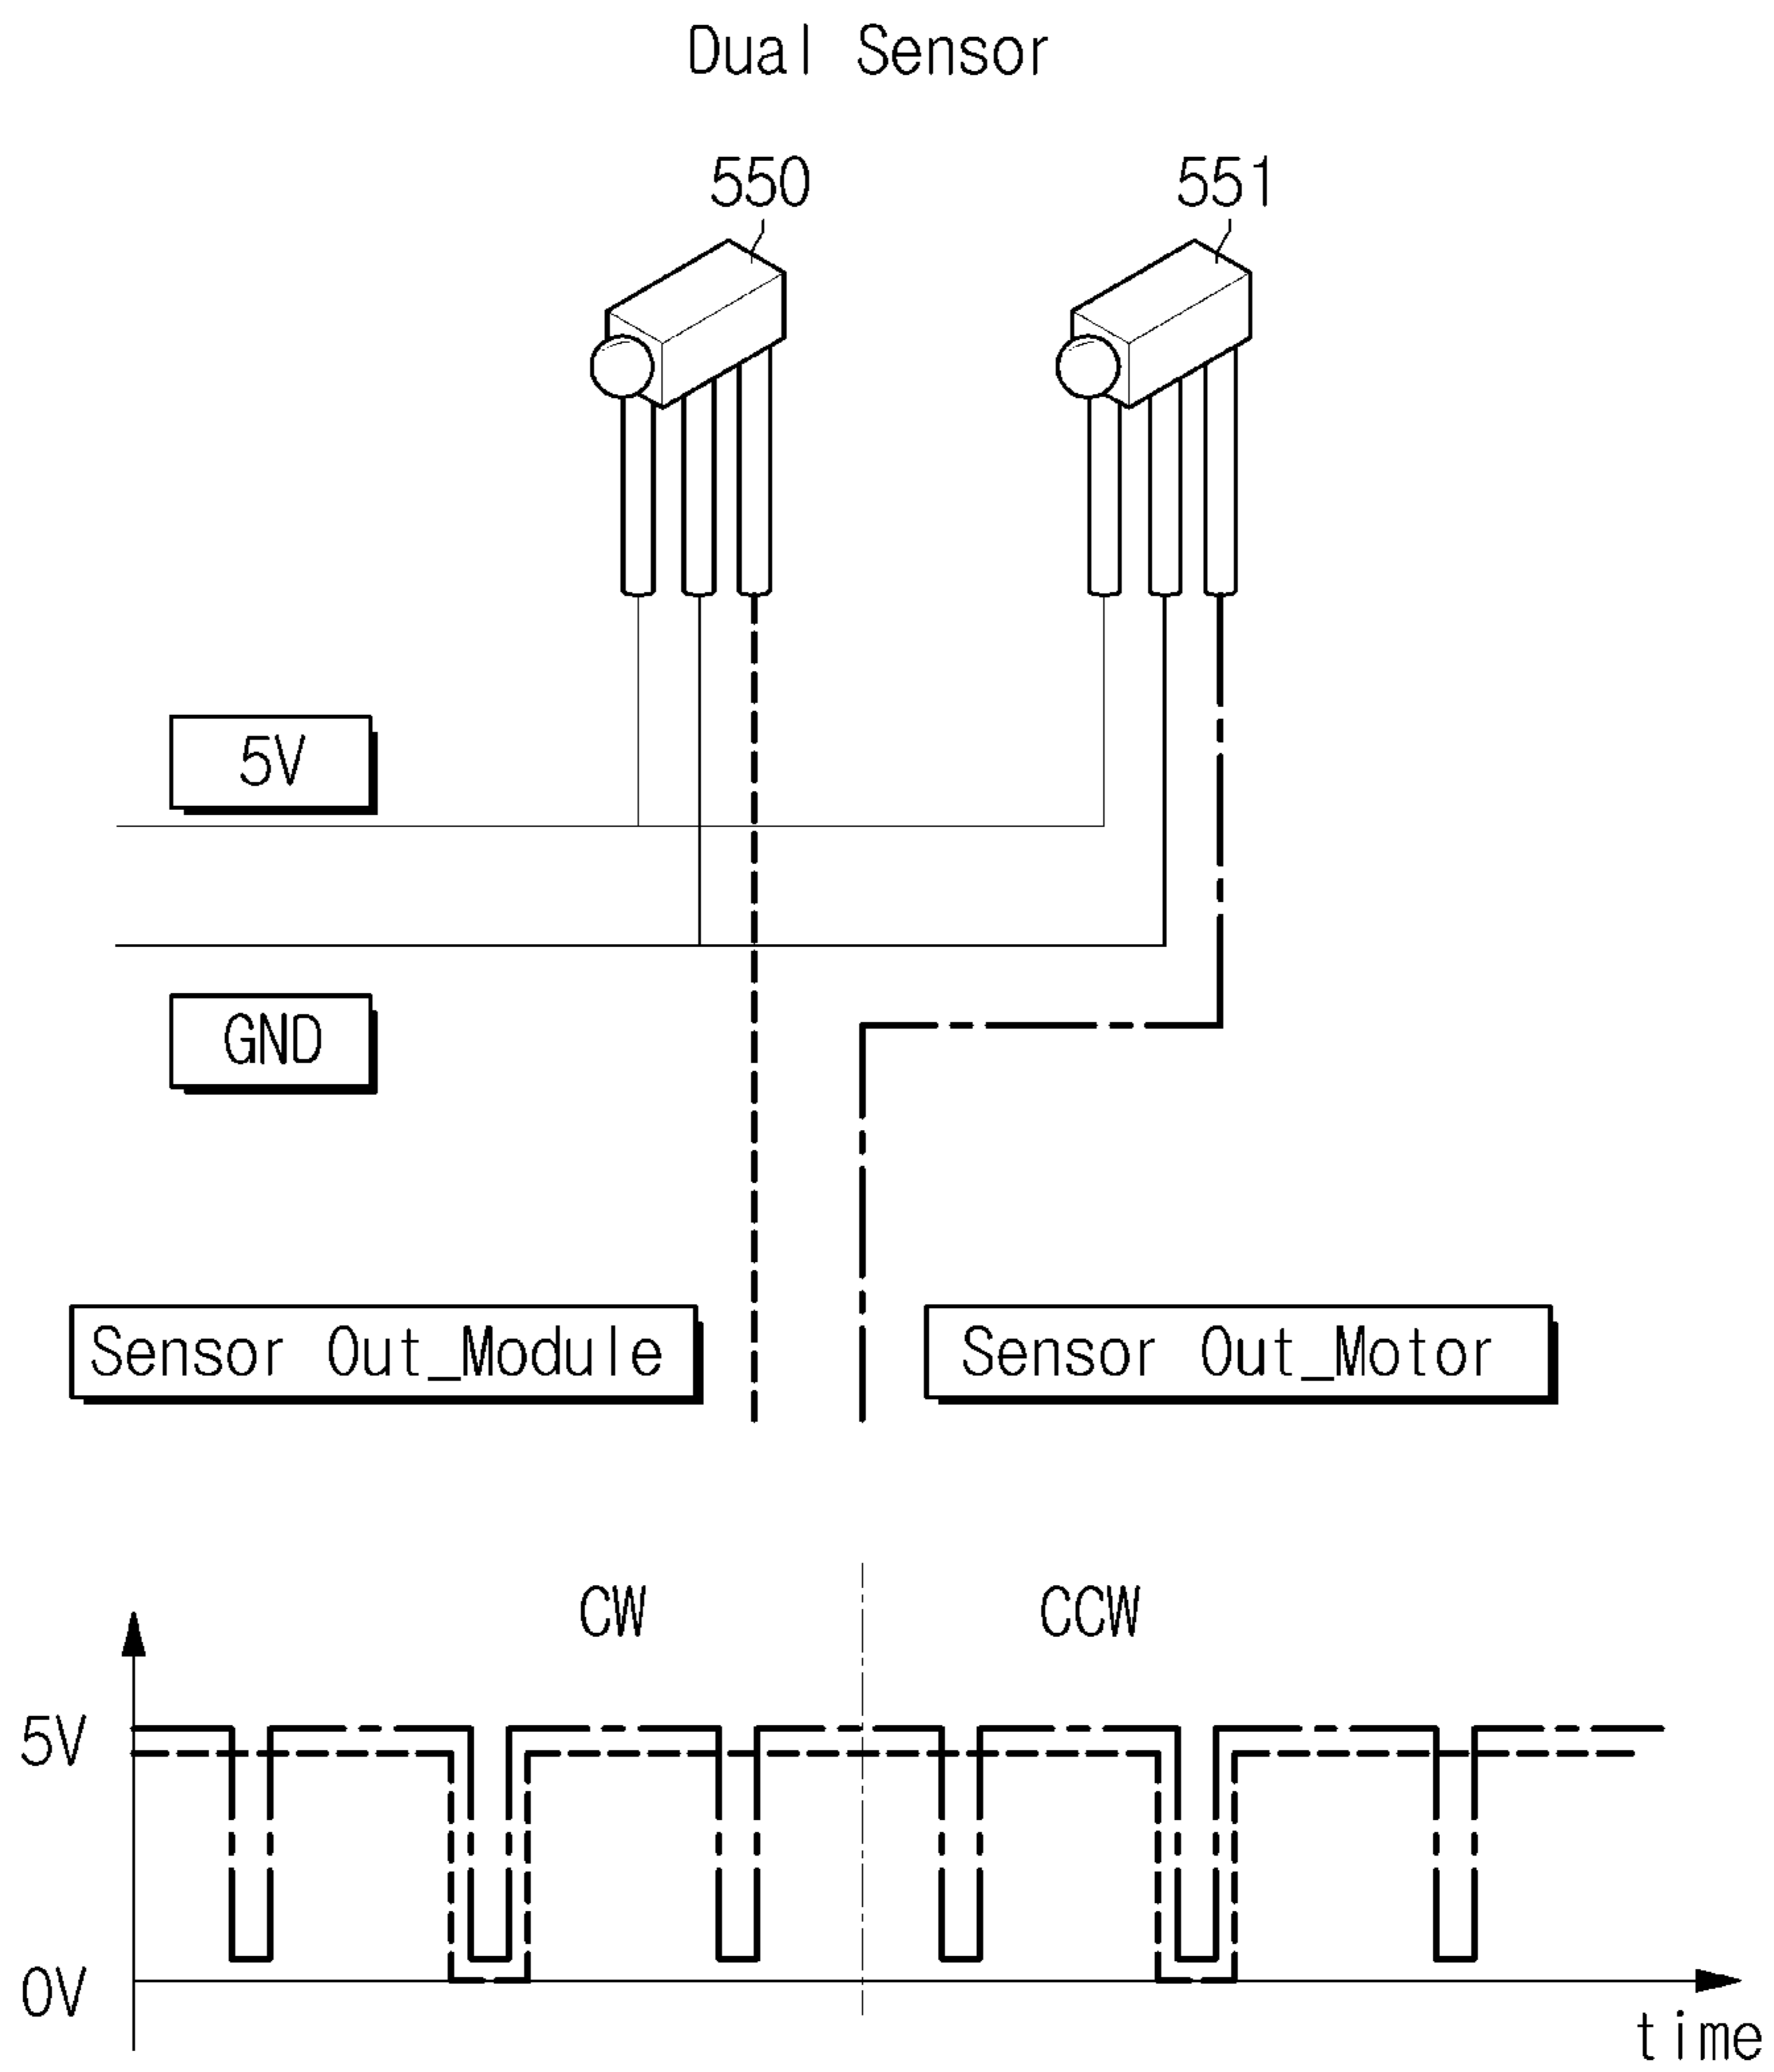 Dual Sensor
550 551
5V
GND
Sensor Out_Module Sensor Out_Motor
CW CCW
5V
0V
time